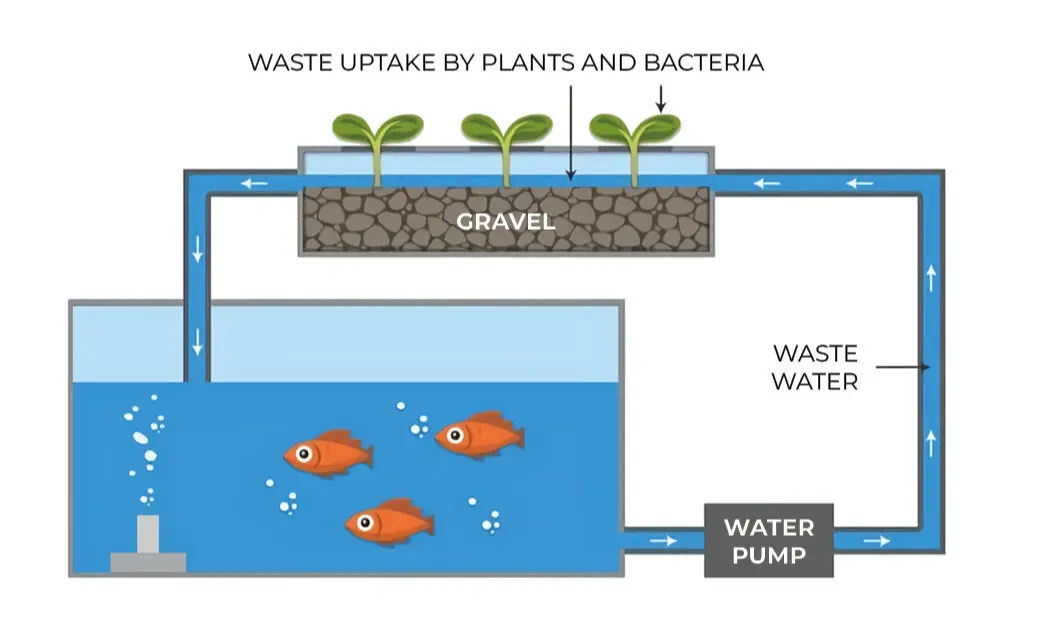 WASTE UPTAKE BY PLANTS AND BACTERIA
GRAVEL
WASTE
WATER
WATER
PUMP